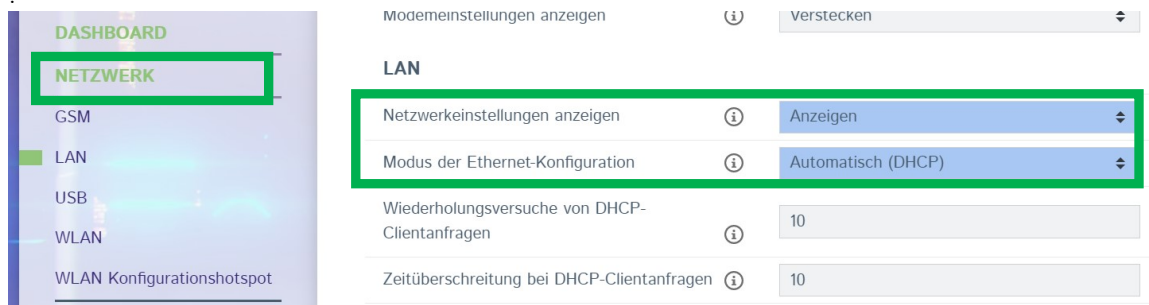 DASHBOARD
NETZWERK
GSM
LAN
USB
WLAN
WLAN Konfigurationshotspot
Modemeinstellungen anzeigen
Verstecken
LAN
Netzwerkeinstellungen anzeigen
Anzeigen
Modus der Ethernet-Konfiguration
Automatisch (DHCP)
Wiederholungsversuche von DHCP-
Clientanfragen
10
Zeitüberschreitung bei DHCP-Clientanfragen
10